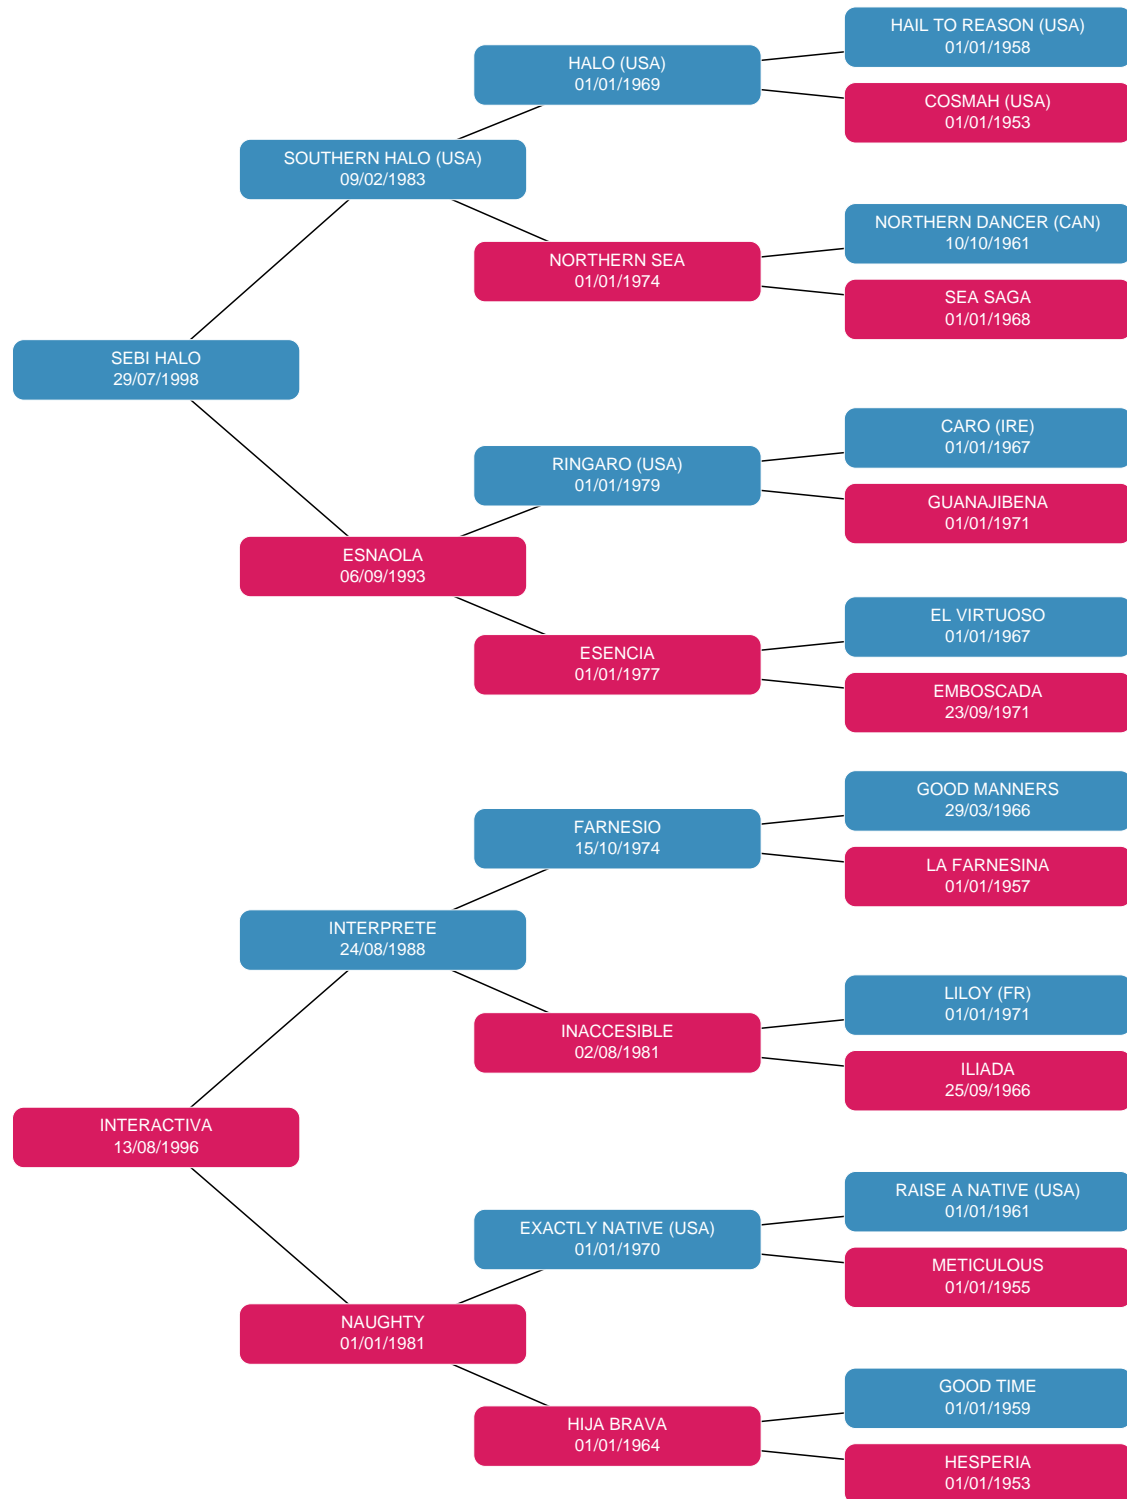 HAIL TO REASON (USA)
01/01/1958
HALO (USA)
01/01/1969
COSMAH (USA)
01/01/1953
SOUTHERN HALO (USA)
09/02/1983
NORTHERN DANCER (CAN)
10/10/1961
NORTHERN SEA
01/01/1974
SEA SAGA
01/01/1968
SEBI HALO
29/07/1998
CARO (IRE)
01/01/1967
RINGARO (USA)
01/01/1979
GUANAJIBENA
01/01/1971
ESNAOLA
06/09/1993
EL VIRTUOSO
01/01/1967
ESENCIA
01/01/1977
EMBOSCADA
23/09/1971
GOOD MANNERS
29/03/1966
FARNESIO
15/10/1974
LA FARNESINA
01/01/1957
INTERPRETE
24/08/1988
LILOY (FR)
01/01/1971
INACCESIBLE
02/08/1981
ILIADA
25/09/1966
INTERACTIVA
13/08/1996
RAISE A NATIVE (USA)
01/01/1961
EXACTLY NATIVE (USA)
01/01/1970
METICULOUS
01/01/1955
NAUGHTY
01/01/1981
GOOD TIME
01/01/1959
HIJA BRAVA
01/01/1964
HESPERIA
01/01/1953